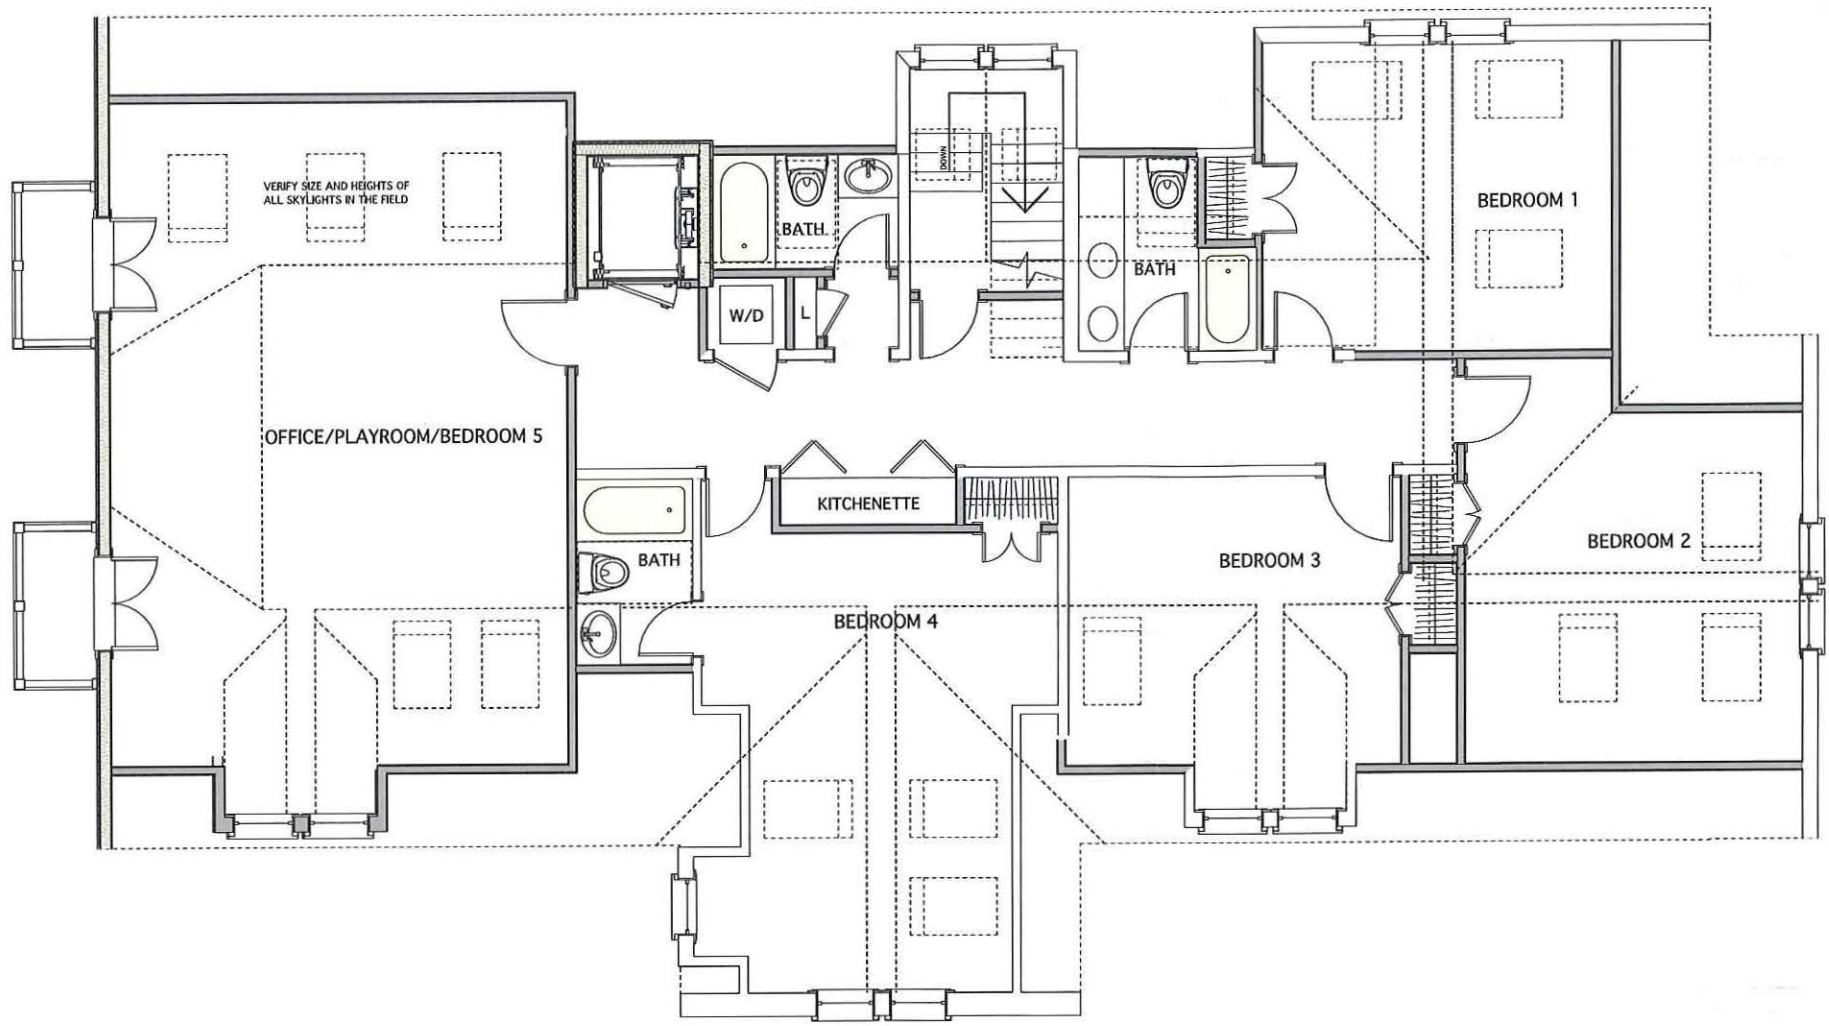 VERIFY SIZE AND HEIGHTS OF
ALL SKYLIGHTS IN THE FIELD
DOWN
BATH
BEDROOM 1
BATH
W/D
L
OFFICE/PLAYROOM/BEDROOM 5
KITCHENETTE
BATH
BEDROOM 3
BEDROOM 2
BEDROOM 4